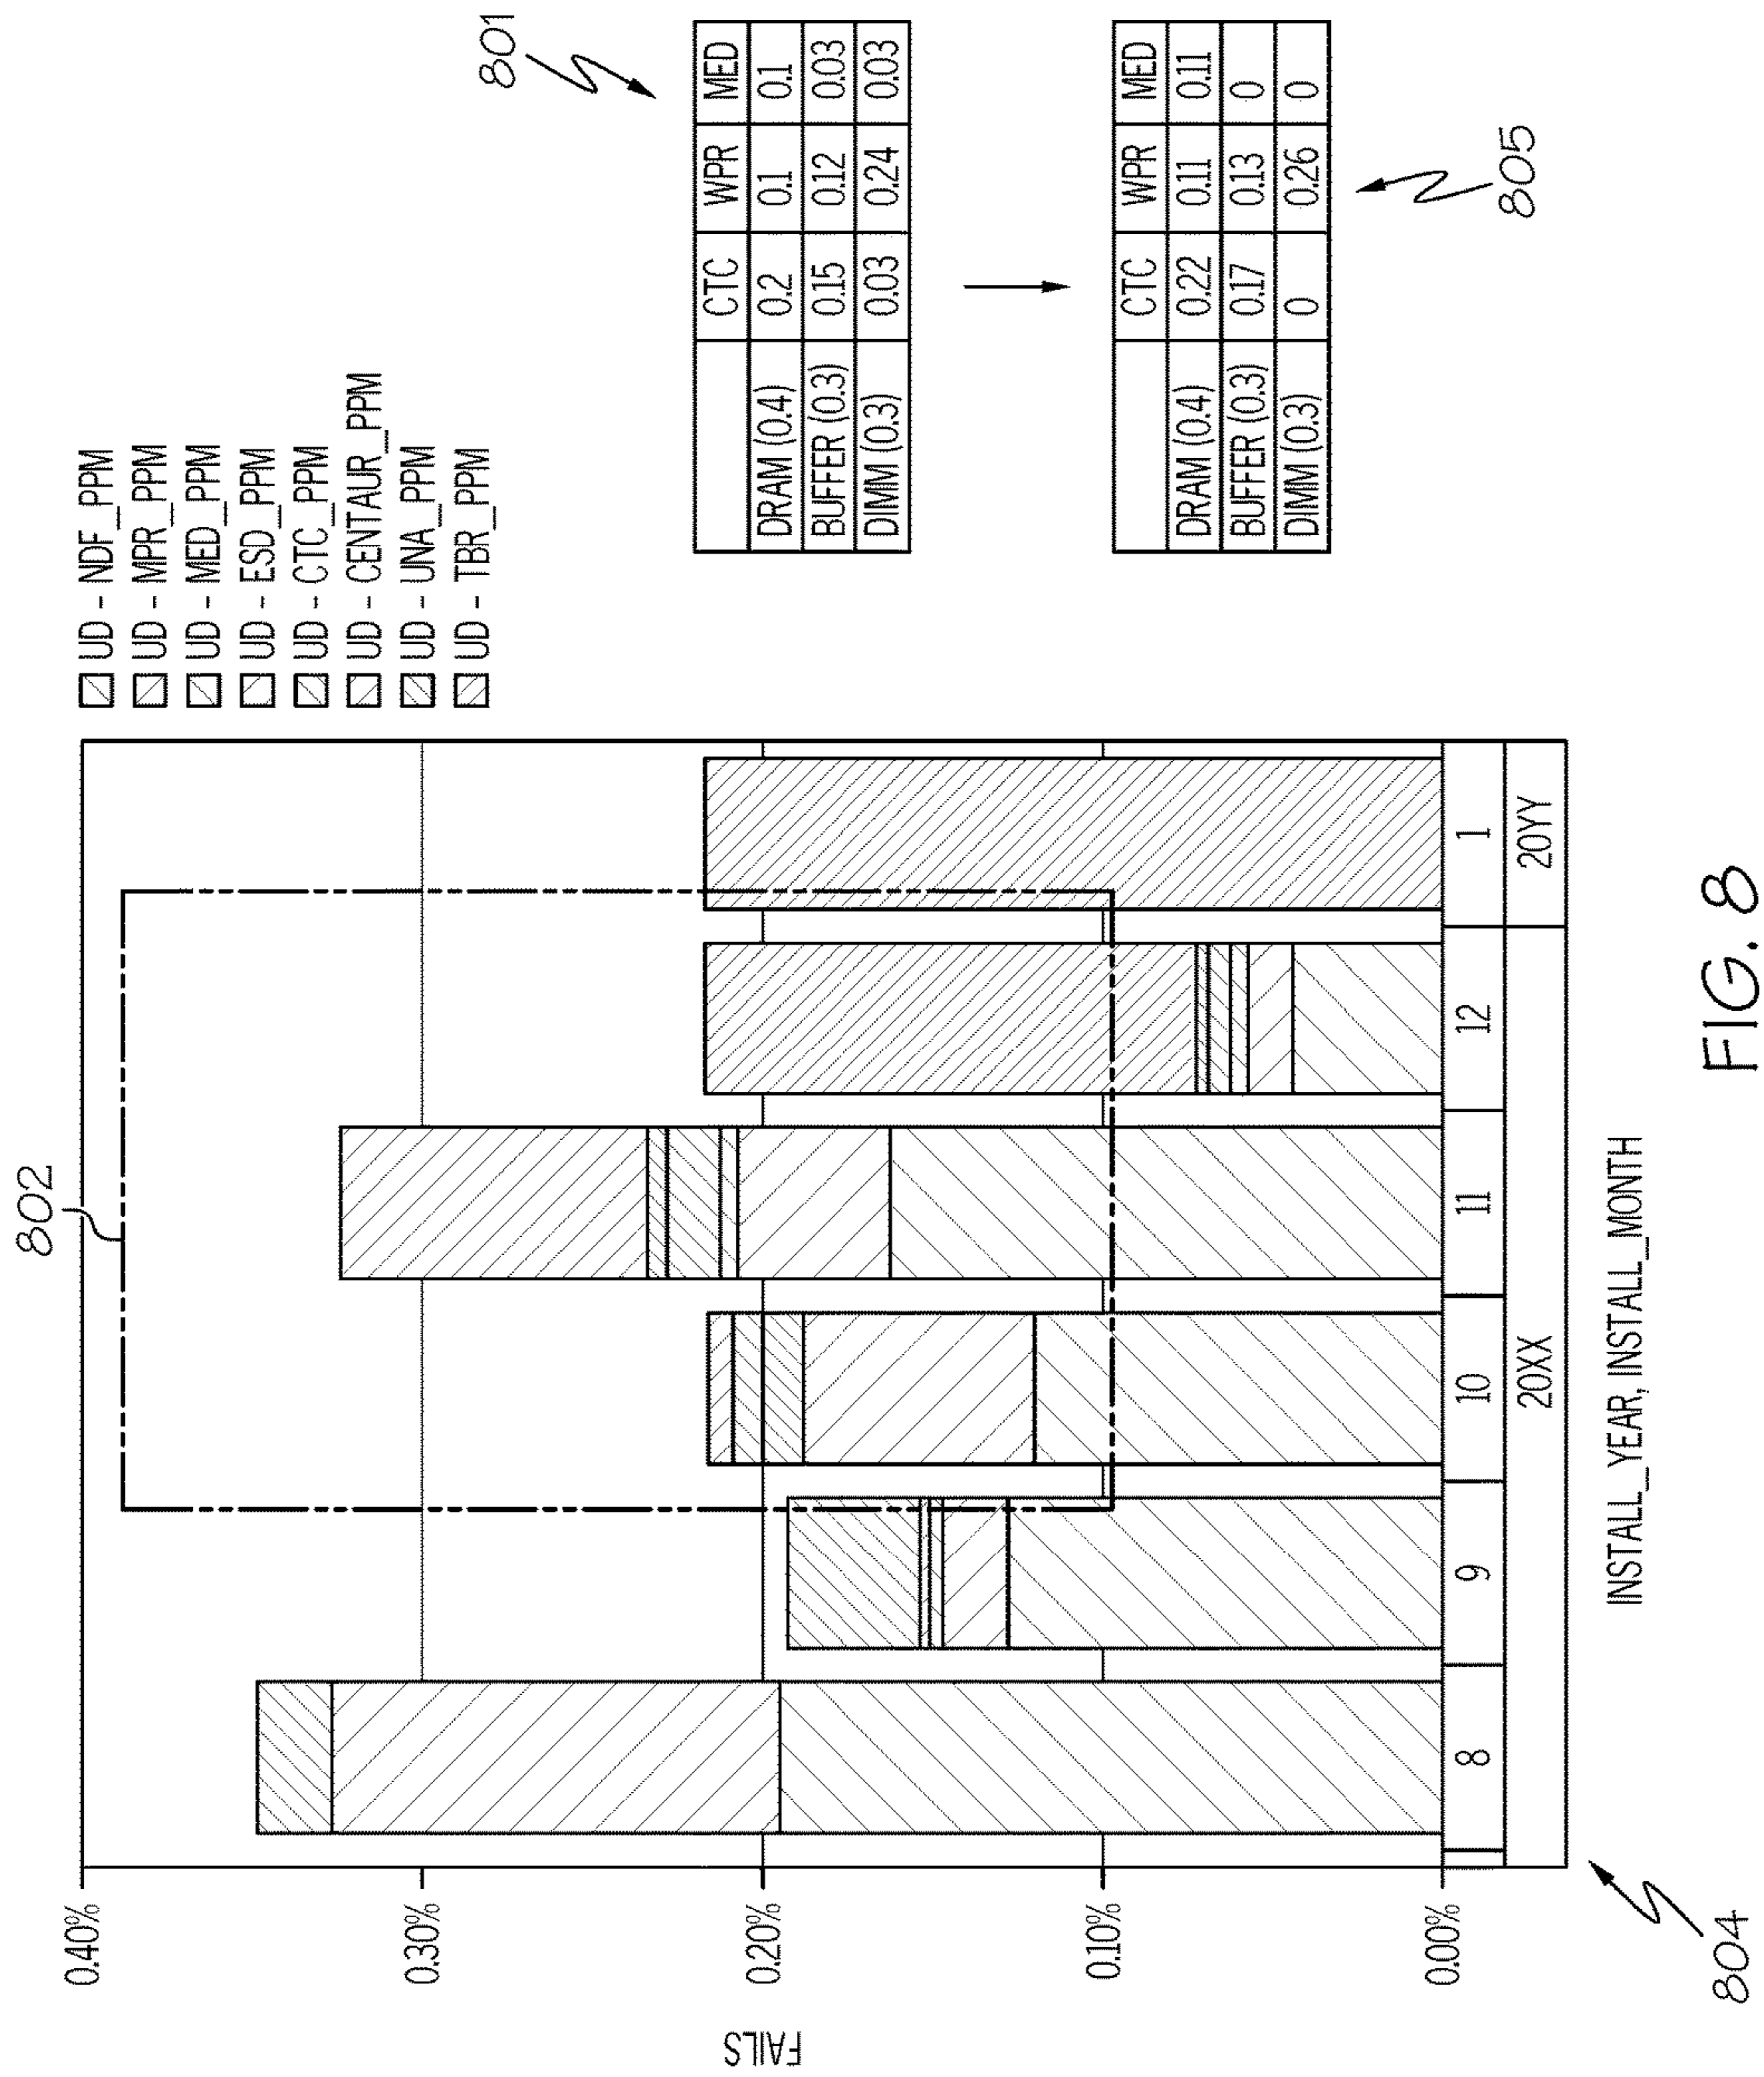 802
804
FAILS
0.40%
0.30%
0.20%
0.10%
0.00%
8 9 10 11 12 1
20XX 20YY
INSTALL_YEAR, INSTALL_MONTH
UD - NDF_PPM
UD - MPR_PPM
UD - MED_PPM
UD - ESD_PPM
UD - CTC_PPM
UD - CENTAUR_PPM
UD - UNA_PPM
UD - TBR_PPM
801
CTC WPR MED
DRAM (0.4) 0.2 0.1 0.1
BUFFER (0.3) 0.15 0.12 0.03
DIMM (0.3) 0.03 0.24 0.03
CTC WPR MED
DRAM (0.4) 0.22 0.11 0.11
BUFFER (0.3) 0.17 0.13 0
DIMM (0.3) 0 0.26 0
805
FIG. 8